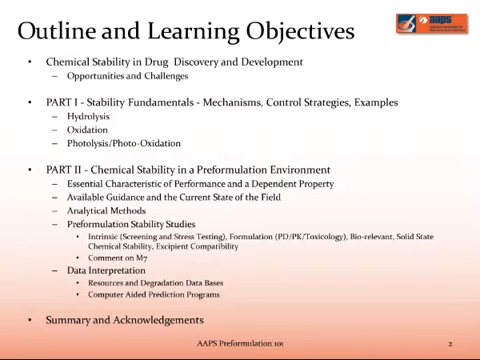 Outline and Learning Objectives
aaps
• Chemical Stability in Drug Discovery and Development
– Opportunities and Challenges
• PART I - Stability Fundamentals - Mechanisms, Control Strategies, Examples
– Hydrolysis
– Oxidation
– Photolysis/Photo-Oxidation
• PART II - Chemical Stability in a Preformulation Environment
– Essential Characteristic of Performance and a Dependent Property
– Available Guidance and the Current State of the Field
– Analytical Methods
– Preformulation Stability Studies
• Intrinsic (Screening and Stress Testing), Formulation (PD/PK/Toxicology), Bio-relevant, Solid State
Chemical Stability, Excipient Compatibility
• Comment on M7
– Data Interpretation
• Resources and Degradation Data Bases
• Computer Aided Prediction Programs
• Summary and Acknowledgements
AAPS Preformulation 101
2